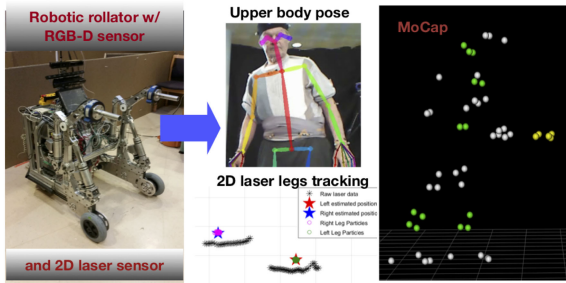 Robotic rollator w/
RGB-D sensor
and 2D laser sensor
Upper body pose
2D laser legs tracking
Raw laser data
Left estimated position
Right estimated positio
Right Leg Particles
Left Leg Particles
MoCap